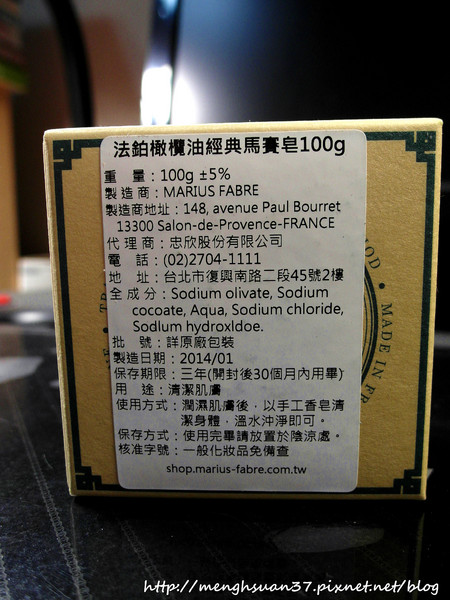 法鉑橄欖油經典馬賽皂100g
重　量：100g ±5%
製造商：MARIUS FABRE
製造商地址：148, avenue Paul Bourret
13300 Salon-de-Provence-FRANCE
代理商：忠欣股份有限公司
電　話：(02)2704-1111
地　址：台北市復興南路二段45號2樓
全成分：Sodium olivate, Sodium
cocoate, Aqua, Sodium chloride,
Sodlum hydroxldoe.
批　號：詳原廠包裝
製造日期：2014/01
保存期限：三年(開封後30個月內用畢)
用　途：清潔肌膚
使用方式：潤濕肌膚後，以手工香皂清
潔身體，溫水沖淨即可。
保存方式：使用完畢請放置於陰涼處。
核准字號：一般化妝品免備查
shop.marius-fabre.com.tw
OD • MADE IN FR
http://menghsuan37.pixnet.net/blog